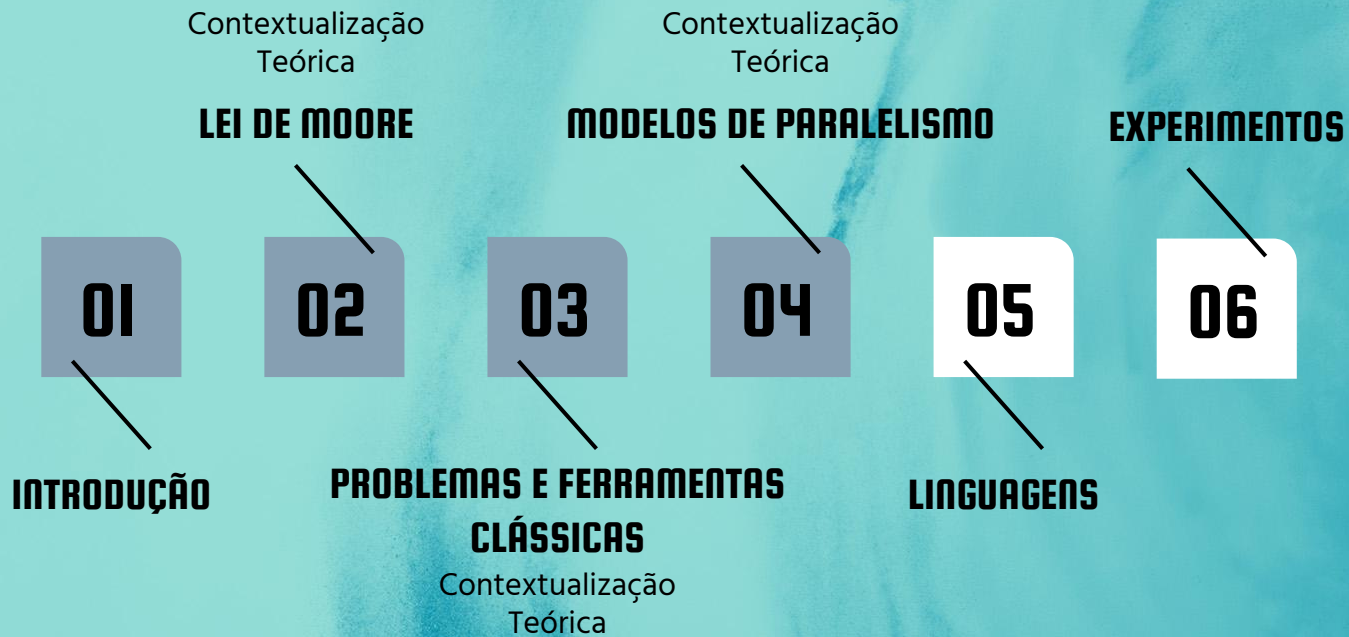 Contextualização
Teórica
LEI DE MOORE
Contextualização
Teórica
MODELOS DE PARALELISMO
EXPERIMENTOS
01
02
03
04
05
06
INTRODUÇÃO
PROBLEMAS E FERRAMENTAS
CLÁSSICAS
Contextualização
Teórica
LINGUAGENS